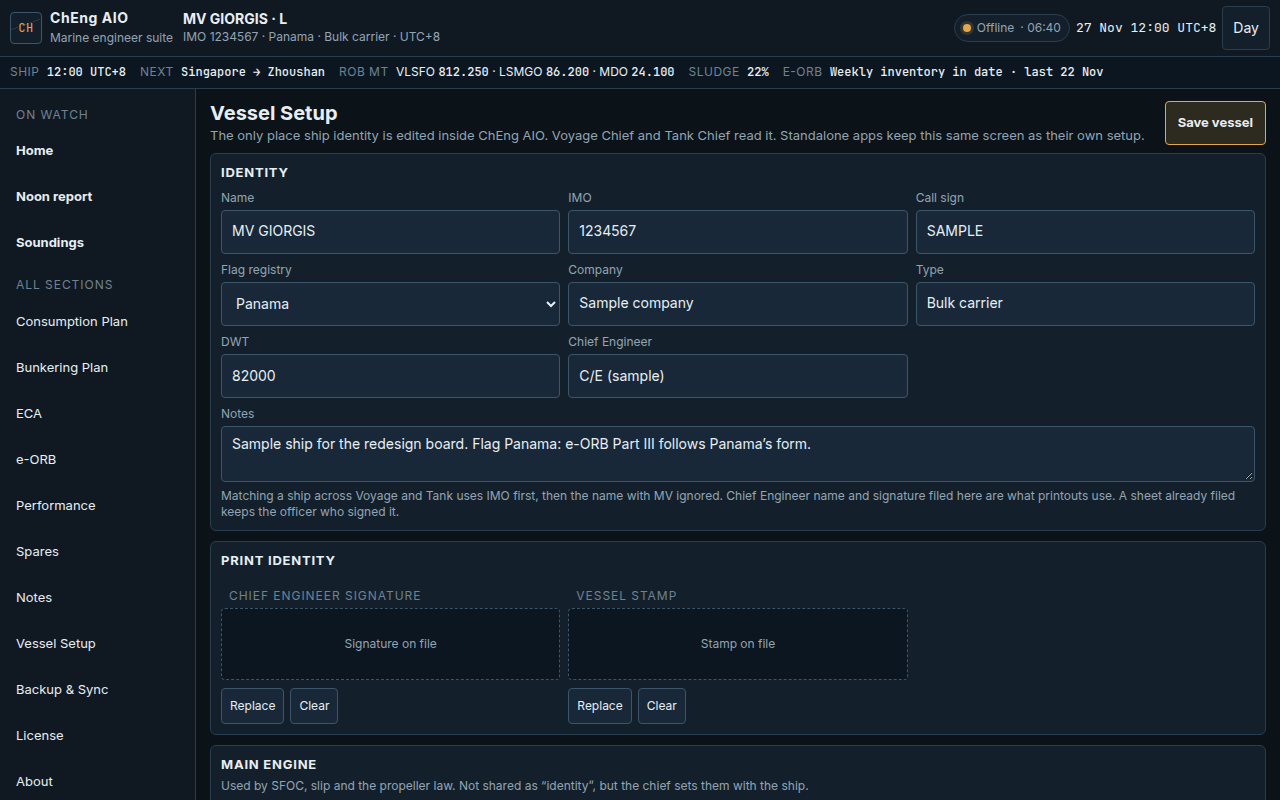 CH
ChEng AIO
Marine engineer suite
MV GIORGIS · L
IMO 1234567 · Panama · Bulk carrier · UTC+8
Offline · 06:40
27 Nov 12:00 UTC+8
Day
SHIP 12:00 UTC+8 NEXT Singapore → Zhoushan ROB MT VLSFO 812.250 · LSMGO 86.200 · MDO 24.100 SLUDGE 22% E-ORB Weekly inventory in date · last 22 Nov
ON WATCH
Home
Noon report
Soundings
ALL SECTIONS
Consumption Plan
Bunkering Plan
ECA
e-ORB
Performance
Spares
Notes
Vessel Setup
Backup & Sync
License
About
Vessel Setup
The only place ship identity is edited inside ChEng AIO. Voyage Chief and Tank Chief read it. Standalone apps keep this same screen as their own setup.
Save vessel
IDENTITY
Name IMO Call sign
MV GIORGIS 1234567 SAMPLE
Flag registry Company Type
Panama Sample company Bulk carrier
DWT Chief Engineer
82000 C/E (sample)
Notes
Sample ship for the redesign board. Flag Panama: e-ORB Part III follows Panama’s form.
Matching a ship across Voyage and Tank uses IMO first, then the name with MV ignored. Chief Engineer name and signature filed here are what printouts use. A sheet already filed
keeps the officer who signed it.
PRINT IDENTITY
CHIEF ENGINEER SIGNATURE VESSEL STAMP
Signature on file Stamp on file
Replace Clear Replace Clear
MAIN ENGINE
Used by SFOC, slip and the propeller law. Not shared as “identity”, but the chief sets them with the ship.